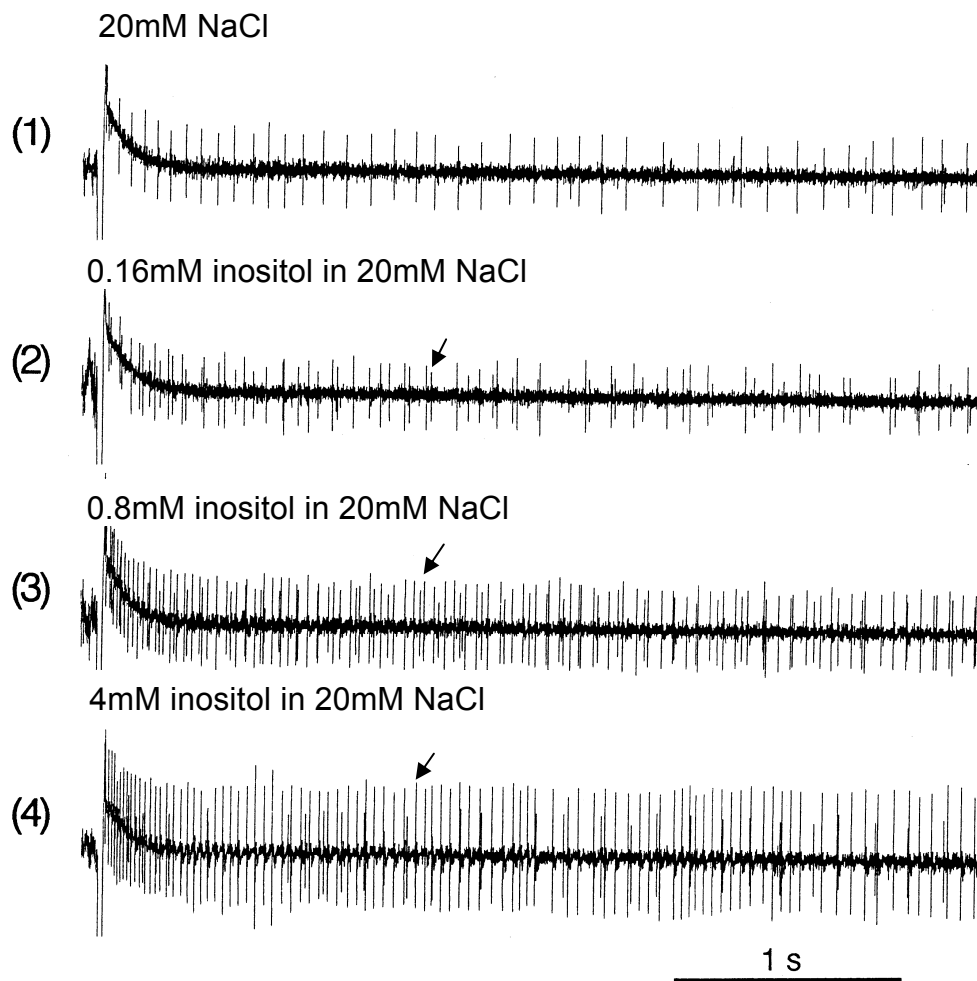 20mM NaCl
(1)
0.16mM inositol in 20mM NaCl
(2)
0.8mM inositol in 20mM NaCl
(3)
4mM inositol in 20mM NaCl
(4)
1 s